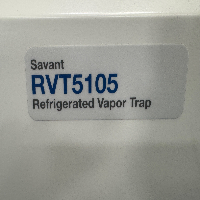 Savant
RVT5105
Refrigerated Vapor Trap